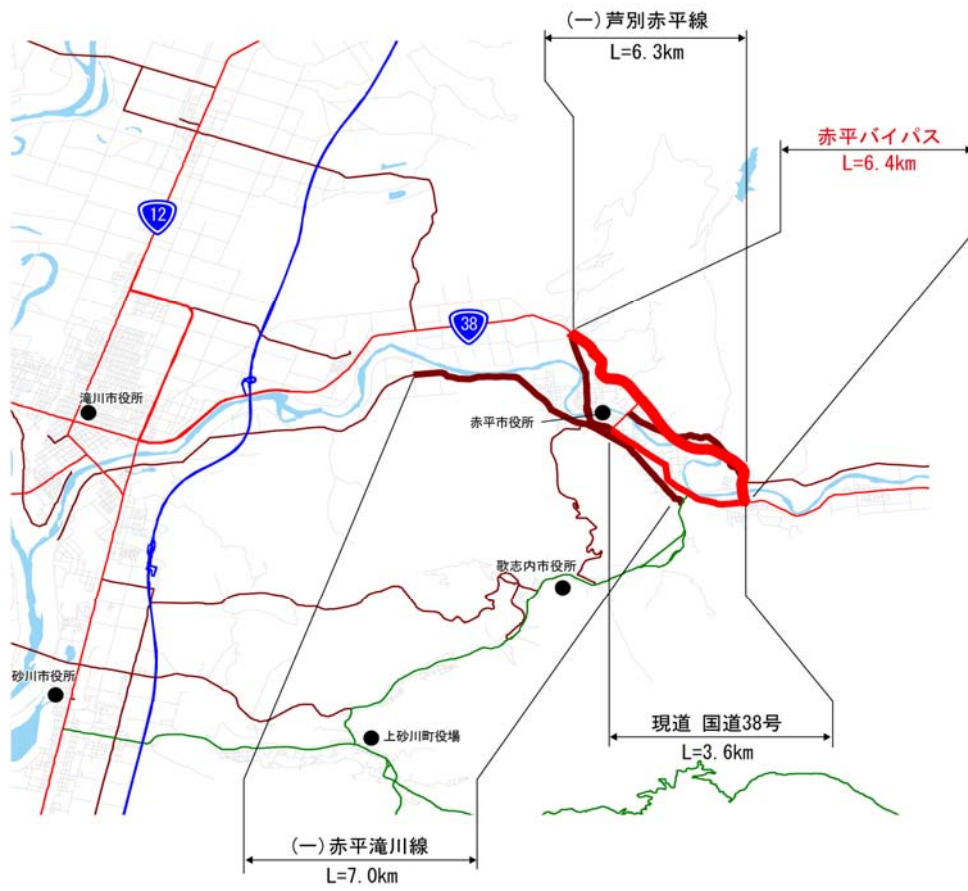 (一)芦別赤平線
L=6.3km
赤平バイパス
L=6.4km
12
38
滝川市役所
赤平市役所
歌志内市役所
砂川市役所
上砂川町役場
現道 国道38号
L=3.6km
(一)赤平滝川線
L=7.0km